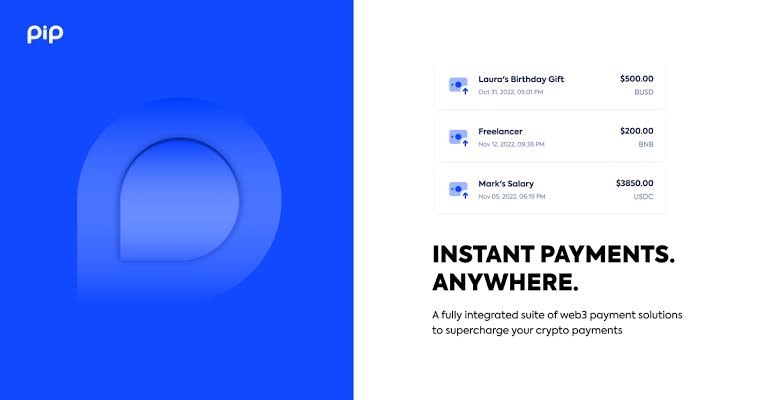 pip
Laura's Birthday Gift
$500.00
Oct 31, 2022, 05:01 PM
BUSD
Freelancer
$200.00
Nov 12, 2022, 09:38 PM
BNB
Mark's Salary
$3850.00
Nov 05, 2022, 06:19 PM
USDC
INSTANT PAYMENTS.
ANYWHERE.
A fully integrated suite of web3 payment solutions
to supercharge your crypto payments